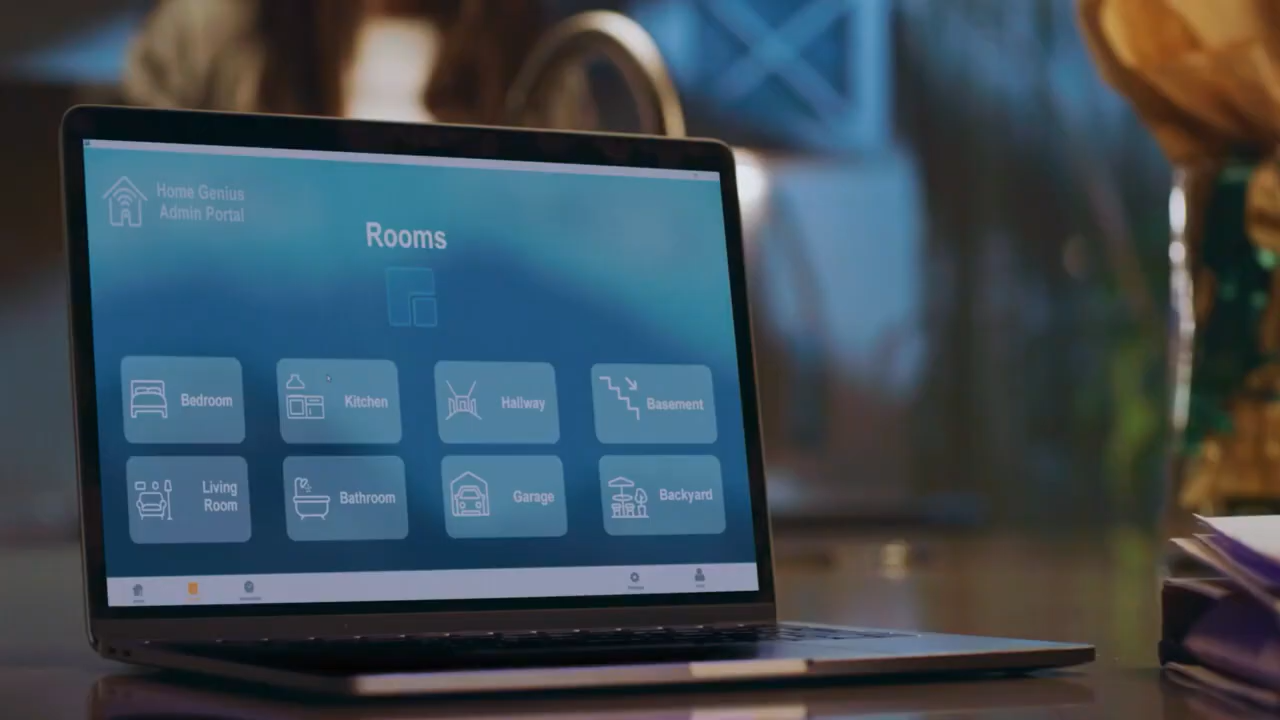 Home Genius
Admin Portal
Rooms
Bedroom
Kitchen
Hallway
Basement
Living
Room
Bathroom
Garage
Backyard